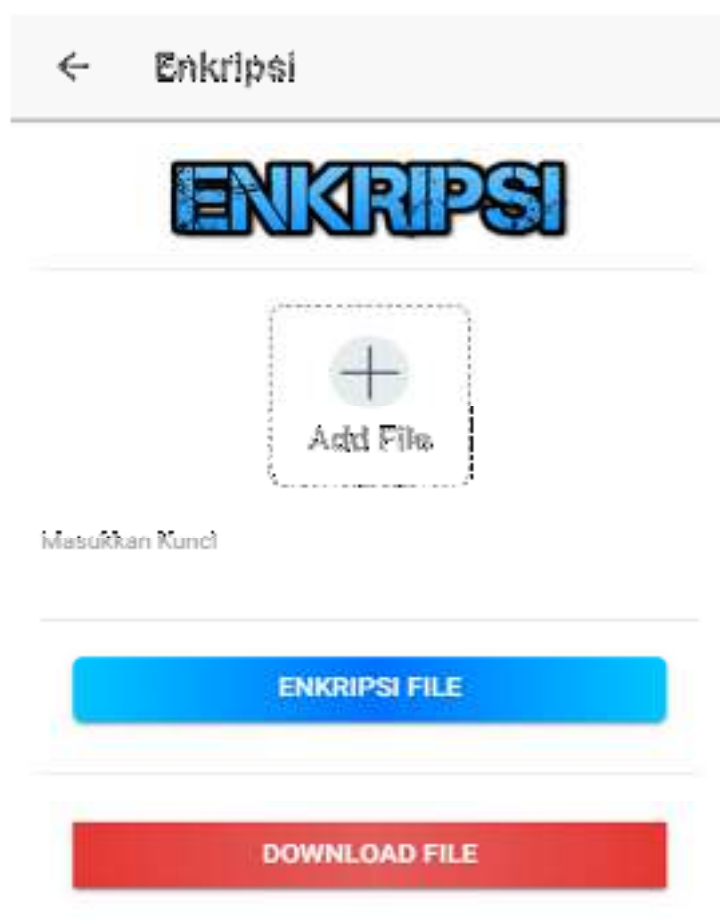 Enkripsi
ENKRIPSI
Add File
Masukkan Kunci
ENKRIPSI FILE
DOWNLOAD FILE